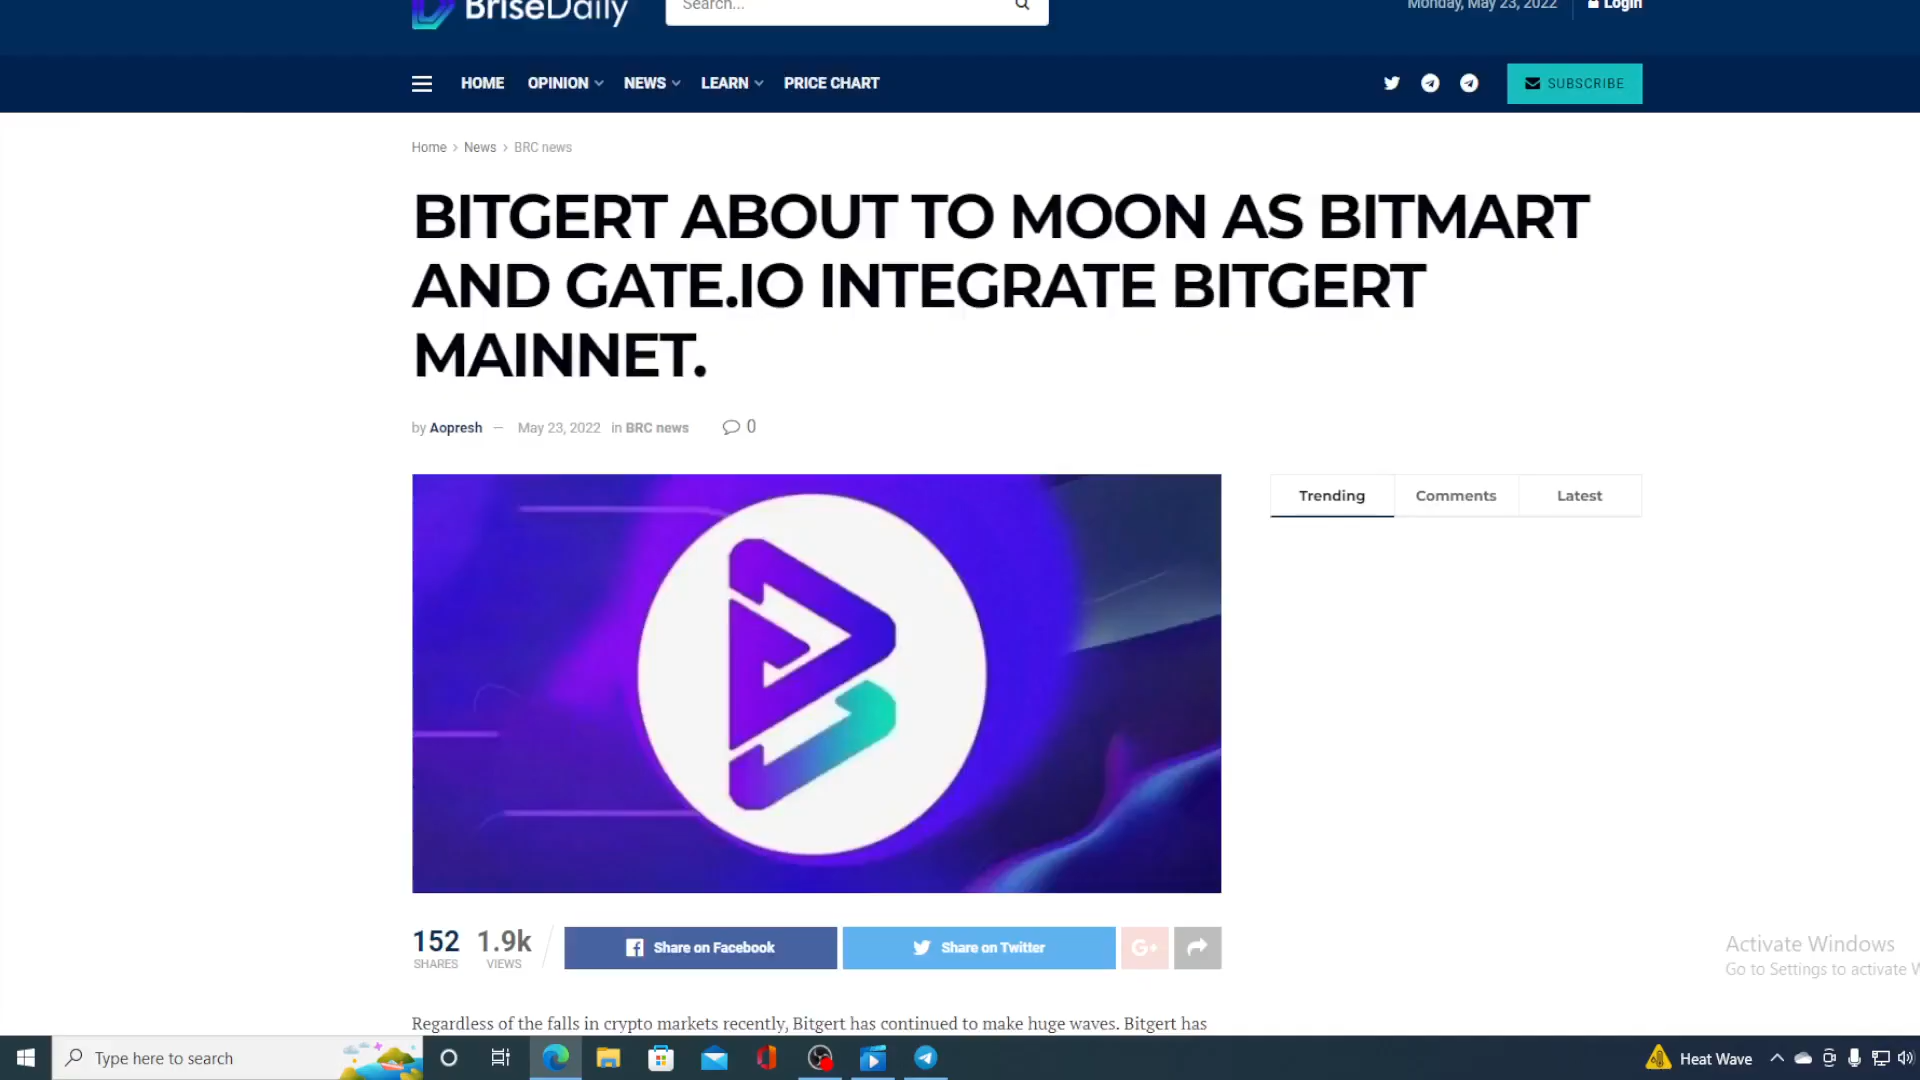 BriseDaily
Search...
Monday, May 23, 2022
Login
HOME
OPINION
NEWS
LEARN
PRICE CHART
SUBSCRIBE
Home > News > BRC news
BITGERT ABOUT TO MOON AS BITMART
AND GATE.IO INTEGRATE BITGERT
MAINNET.
by Aopresh — May 23, 2022 in BRC news 0
Trending
Comments
Latest
152
SHARES
1.9k
VIEWS
Share on Facebook
Share on Twitter
G+
Activate Windows
Go to Settings to activate W
Regardless of the falls in crypto markets recently, Bitgert has continued to make huge waves. Bitgert has
Type here to search
Heat Wave